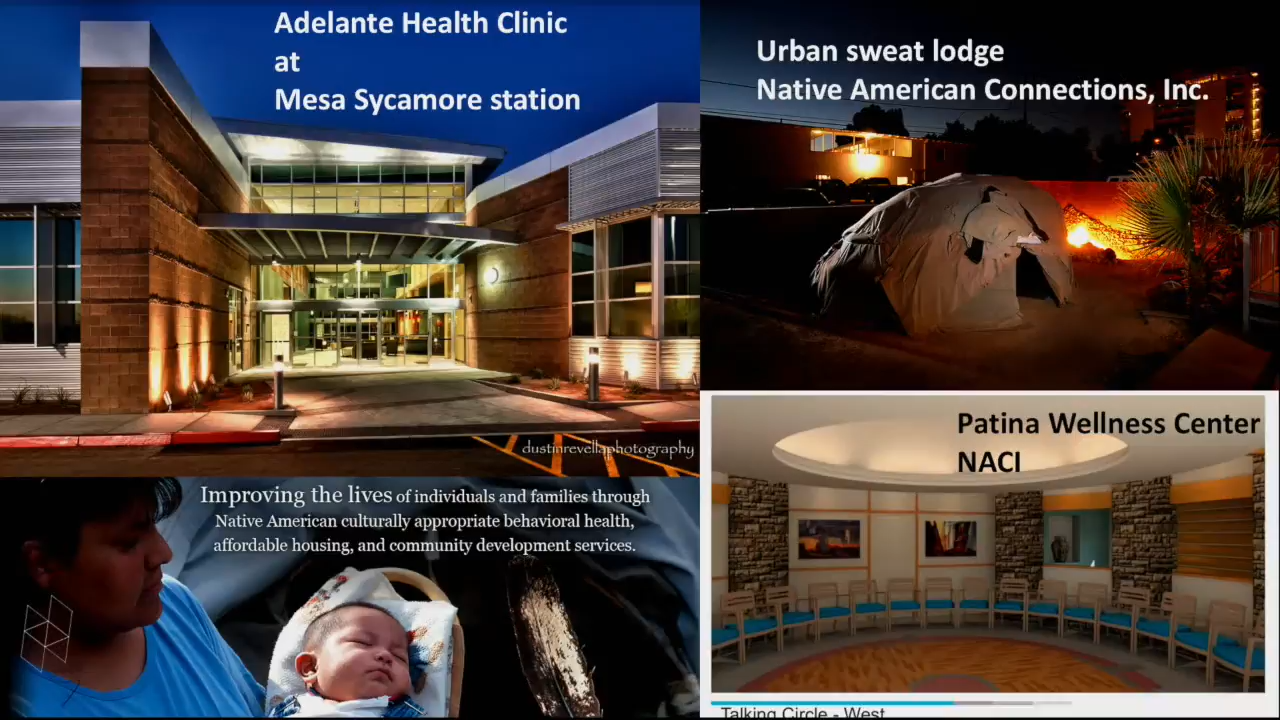 Adelante Health Clinic
at
Mesa Sycamore station
dustinrevellaphotography
Urban sweat lodge
Native American Connections, Inc.
Improving the lives of individuals and families through
Native American culturally appropriate behavioral health,
affordable housing, and community development services.
Patina Wellness Center
NACI
Talking Circle - West